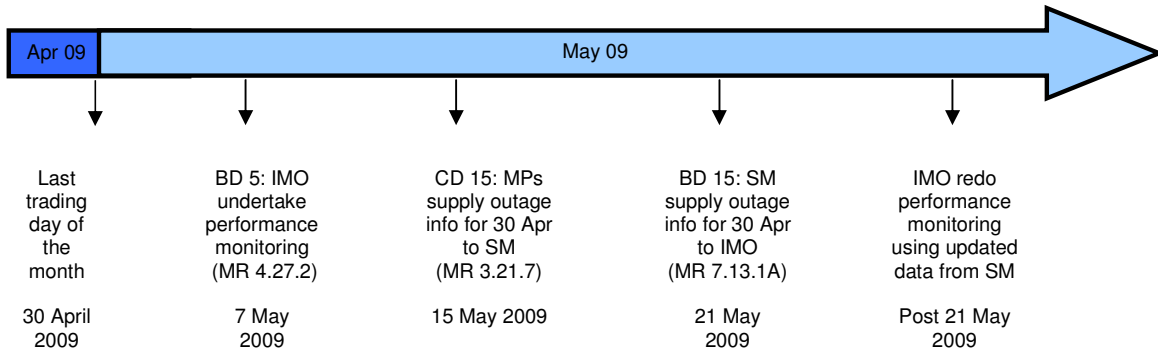 Apr 09
May 09
Last
trading
day of
the
month
30 April
2009
BD 5: IMO
undertake
performance
monitoring
(MR 4.27.2)
7 May
2009
CD 15: MPs
supply outage
info for 30 Apr
to SM
(MR 3.21.7)
15 May 2009
BD 15: SM
supply outage
info for 30 Apr
to IMO
(MR 7.13.1A)
21 May
2009
IMO redo
performance
monitoring
using updated
data from SM
Post 21 May
2009